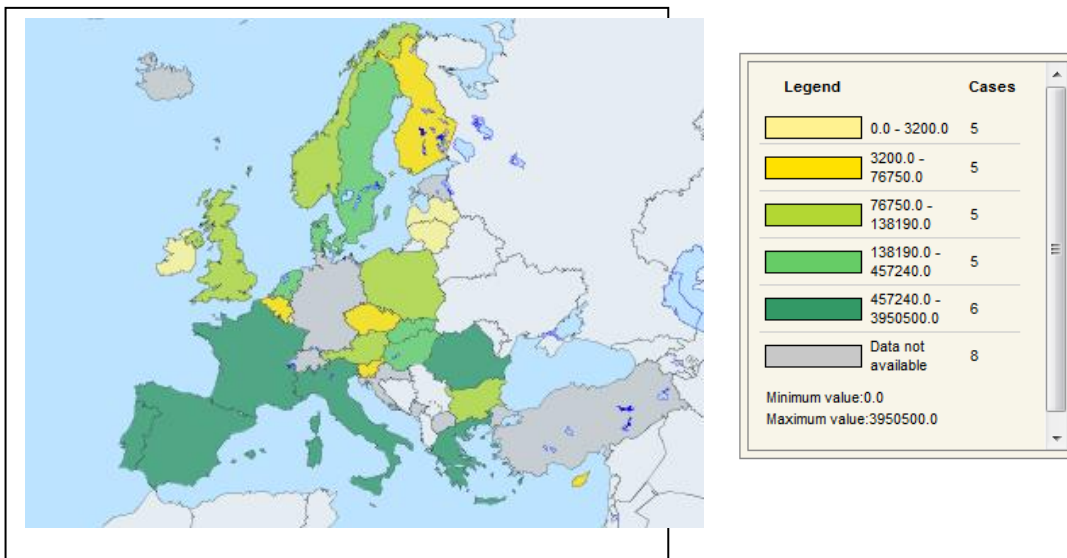 Legend Cases
0.0 - 3200.0 5
3200.0 -
76750.0 5
76750.0 -
138190.0 5
138190.0 -
457240.0 5
457240.0 -
3950500.0 6
Data not
available 8
Minimum value:0.0
Maximum value:3950500.0